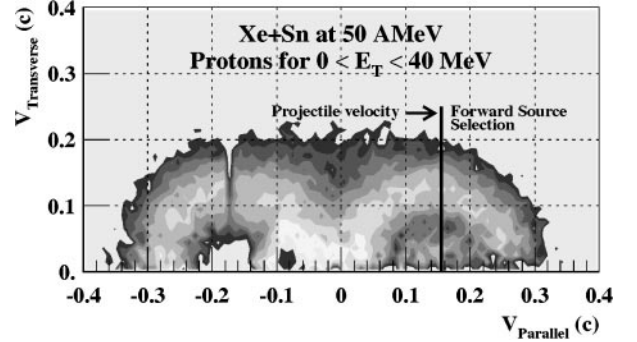 Xe+Sn at 50 AMeV
Protons for 0 < E_T < 40 MeV
Projectile velocity
Forward Source
Selection
V_Transverse (c)
0.4
0.3
0.2
0.1
0.
-0.4 -0.3 -0.2 -0.1 0 0.1 0.2 0.3 0.4
V_Parallel (c)